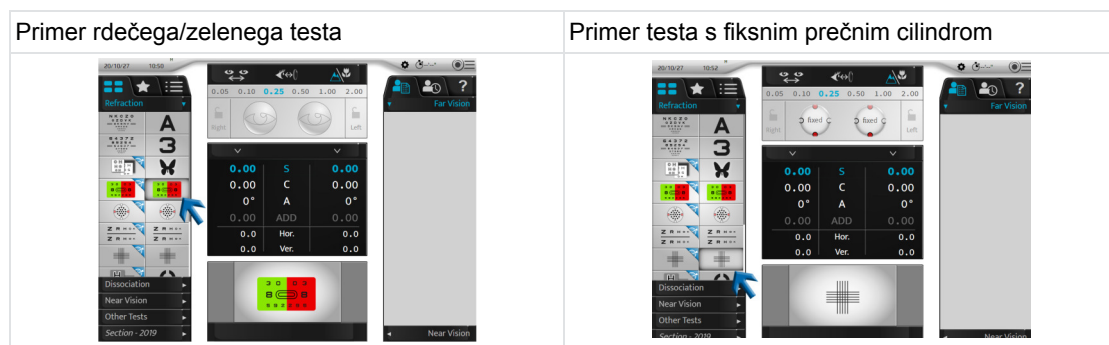 Primer rdečega/zelenega testa
20/10/27 10:50
0.05 0.10 0.25 0.50 1.00 2.00
Refraction
Right
Left
?
Far Vision
A
3
0.00 S 0.00
0.00 C 0.00
0° A 0°
0.00 ADD 0.00
0.0 Hor. 0.0
0.0 Ver. 0.0
Dissociation
Near Vision
Other Tests
Section - 2019
Near Vision
Primer testa s fiksnim prečnim cilindrom
20/10/27 10:52
0.05 0.10 0.25 0.50 1.00 2.00
Refraction
Right
fixed
fixed
Left
?
Far Vision
A
3
0.00 S 0.00
0.00 C 0.00
0° A 0°
0.00 ADD 0.00
0.0 Hor. 0.0
0.0 Ver. 0.0
Dissociation
Near Vision
Other Tests
Section - 2019
Near Vision